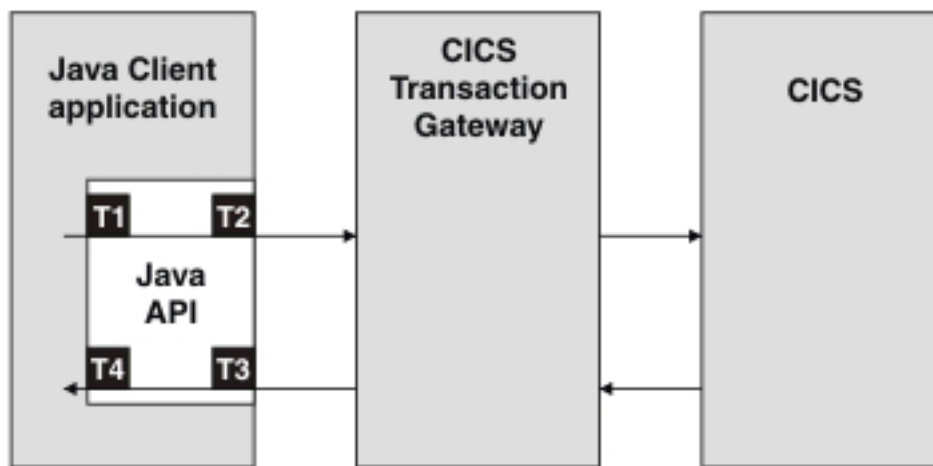 Java Client
application
CICS
Transaction
Gateway
CICS
T1
T2
Java
API
T4
T3